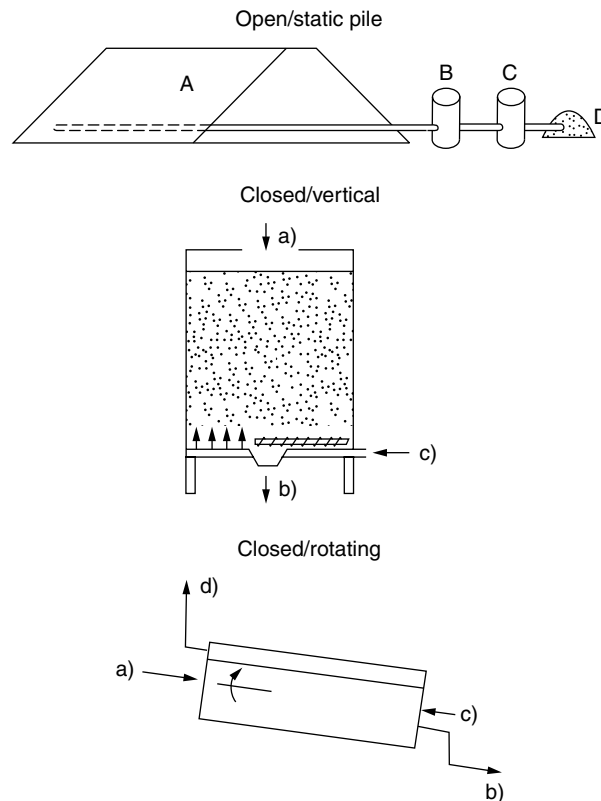 Open/static pile
A
B
C
D
Closed/vertical
a)
c)
b)
Closed/rotating
d)
a)
c)
b)